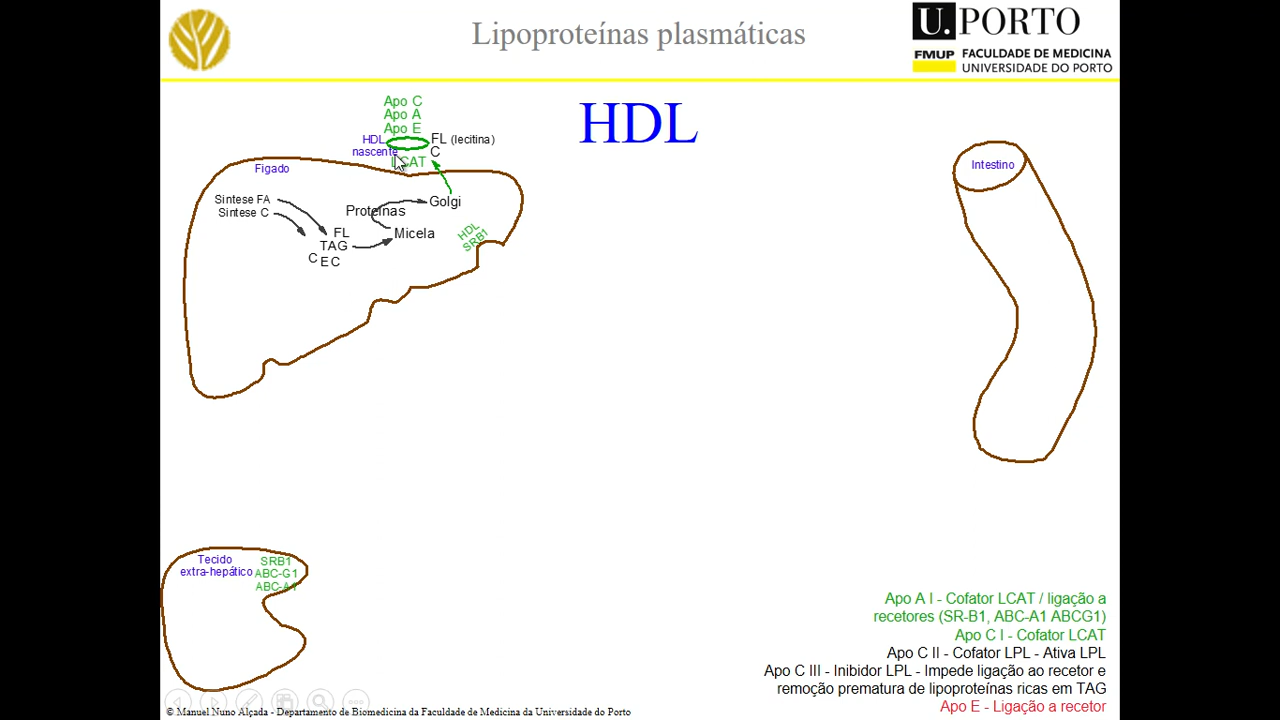 Lipoproteínas plasmáticas
U.PORTO
FMUP FACULDADE DE MEDICINA
UNIVERSIDADE DO PORTO
HDL
Apo C
Apo A
Apo E
HDL
nascente
FL (lecitina)
C
LCAT
Fígado
Sintese FA
Sintese C
Proteínas
Golgi
FL
TAG
C EC
Micela
HDL
SRB1
Intestino
Tecido
extra-hepático
SRB1
ABC-G1
ABC-A1
Apo A I - Cofator LCAT / ligação a
recetores (SR-B1, ABC-A1 ABCG1)
Apo C I - Cofator LCAT
Apo C II - Cofator LPL - Ativa LPL
Apo C III - Inibidor LPL - Impede ligação ao recetor e
remoção prematura de lipoproteínas ricas em TAG
Apo E - Ligação a recetor
© Manuel Nuno Alçada - Departamento de Biomedicina da Faculdade de Medicina da Universidade do Porto